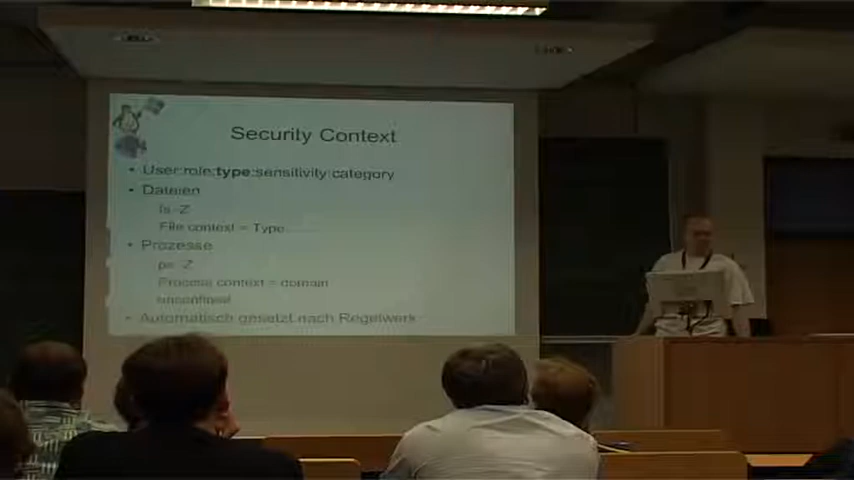 Security Context
• User:role:type:sensitivity:category
• Dateien
ls -Z
File context = Type
• Prozesse
ps -Z
Process context = domain
unconfined
• Automatisch gesetzt nach Regelwerk